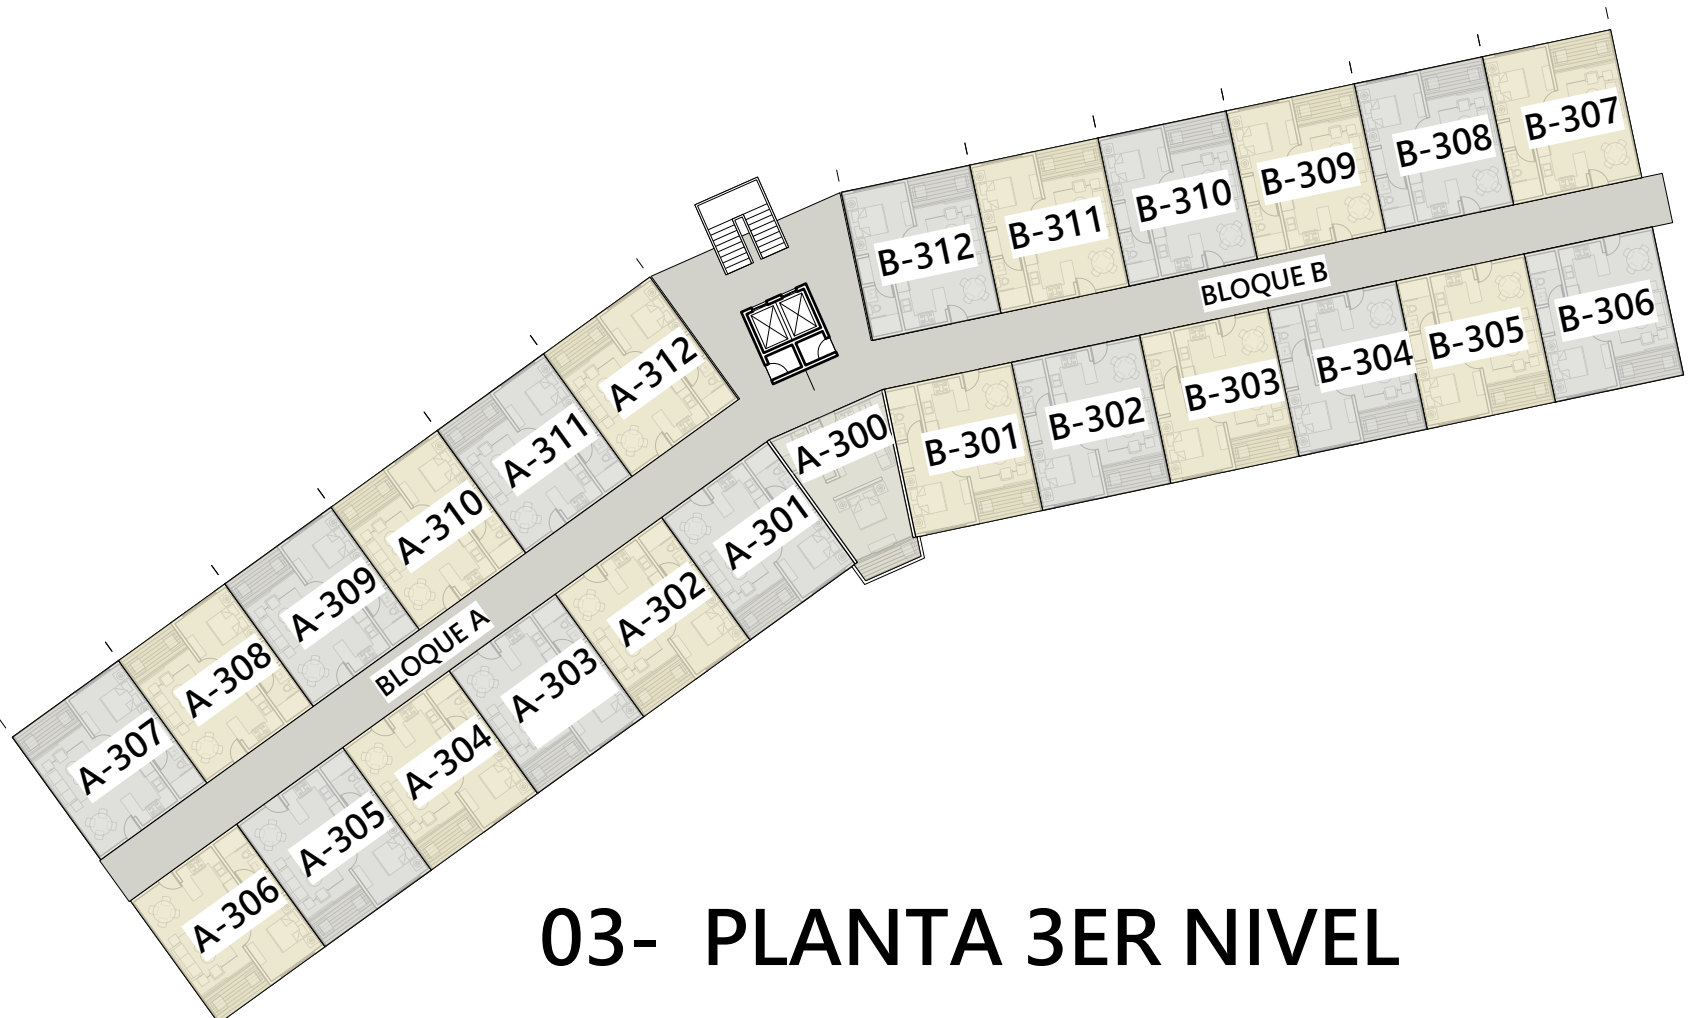 B-307
B-308
B-309
B-310
B-311
B-312
BLOQUE B
B-306
B-305
B-304
B-303
B-302
B-301
A-300
A-312
A-311
A-310
A-309
A-308
A-307
BLOQUE A
A-301
A-302
A-303
A-304
A-305
A-306
03- PLANTA 3ER NIVEL